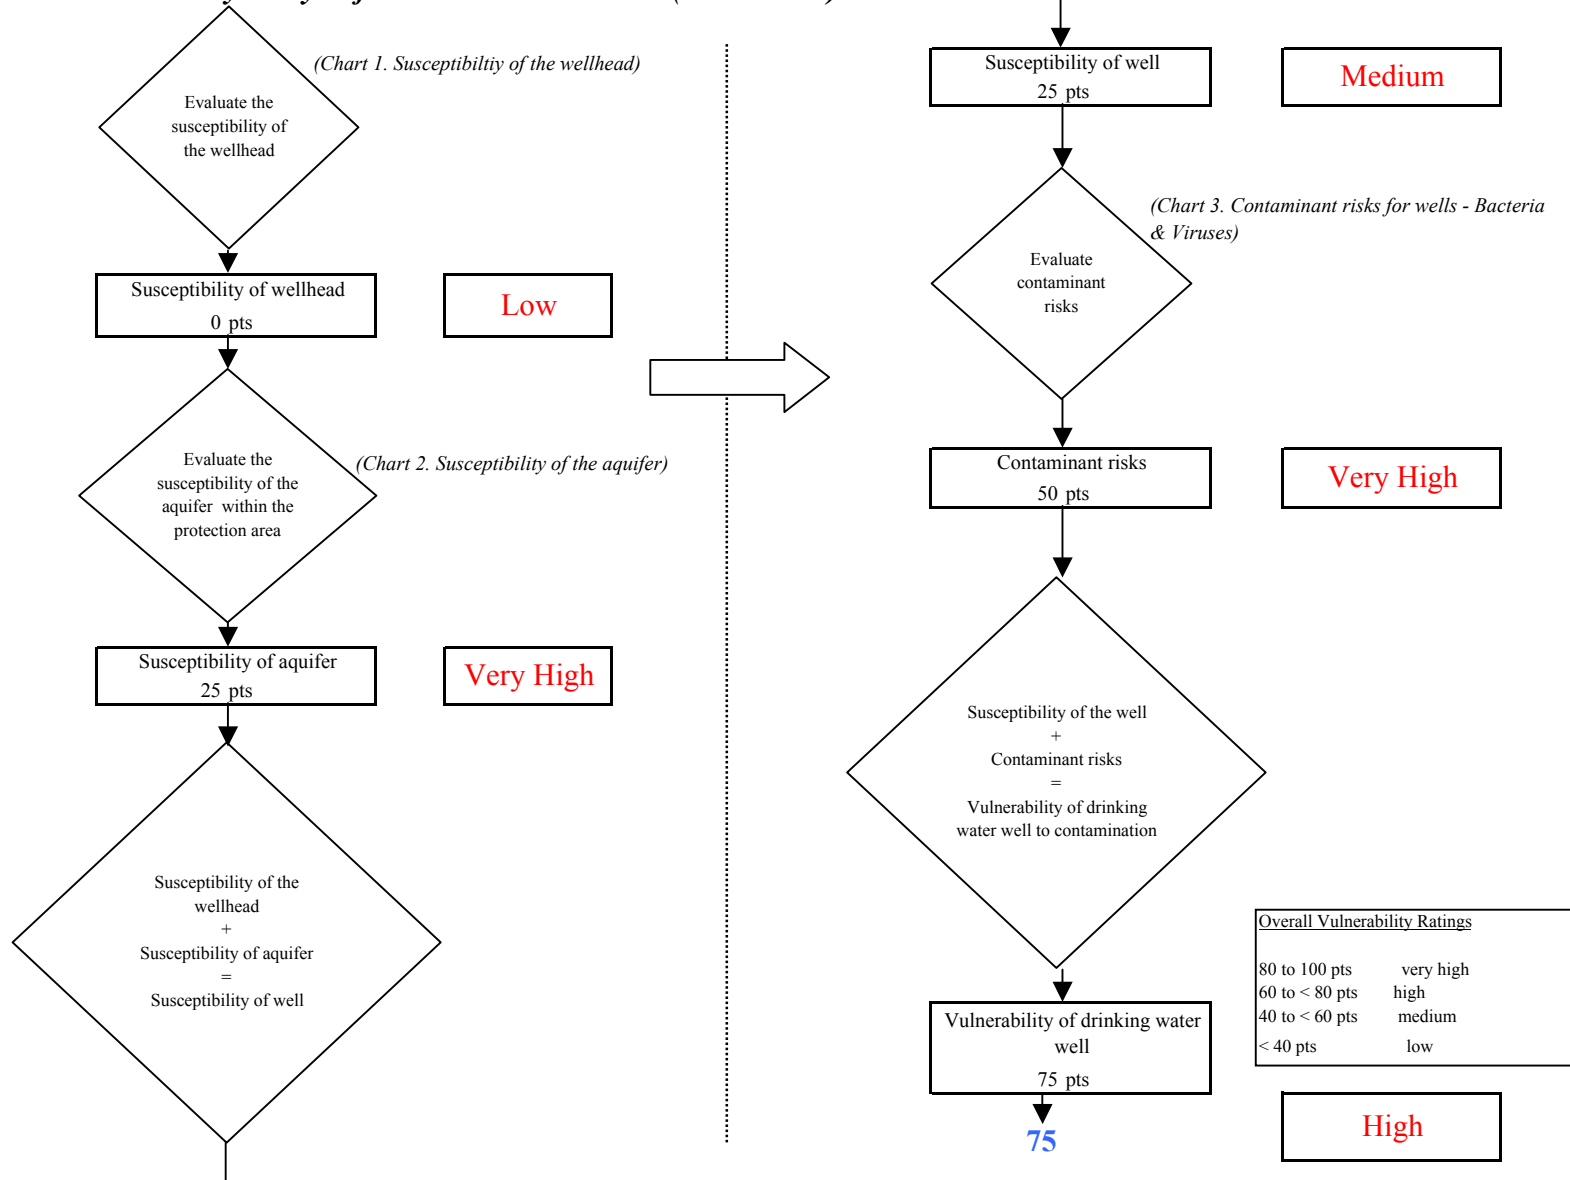 (Chart 1. Susceptibiltiy of the wellhead)
Evaluate the
susceptibility of
the wellhead
Susceptibility of wellhead
0 pts
Low
Evaluate the
susceptibility of the
aquifer within the
protection area
(Chart 2. Susceptibility of the aquifer)
Susceptibility of aquifer
25 pts
Very High
Susceptibility of the
wellhead
+
Susceptibility of aquifer
=
Susceptibility of well
Susceptibility of well
25 pts
Medium
(Chart 3. Contaminant risks for wells - Bacteria
& Viruses)
Evaluate
contaminant
risks
Contaminant risks
50 pts
Very High
Susceptibility of the well
+
Contaminant risks
=
Vulnerability of drinking
water well to contamination
Overall Vulnerability Ratings
80 to 100 pts very high
60 to < 80 pts high
40 to < 60 pts medium
< 40 pts low
Vulnerability of drinking water
well
75 pts
75
High